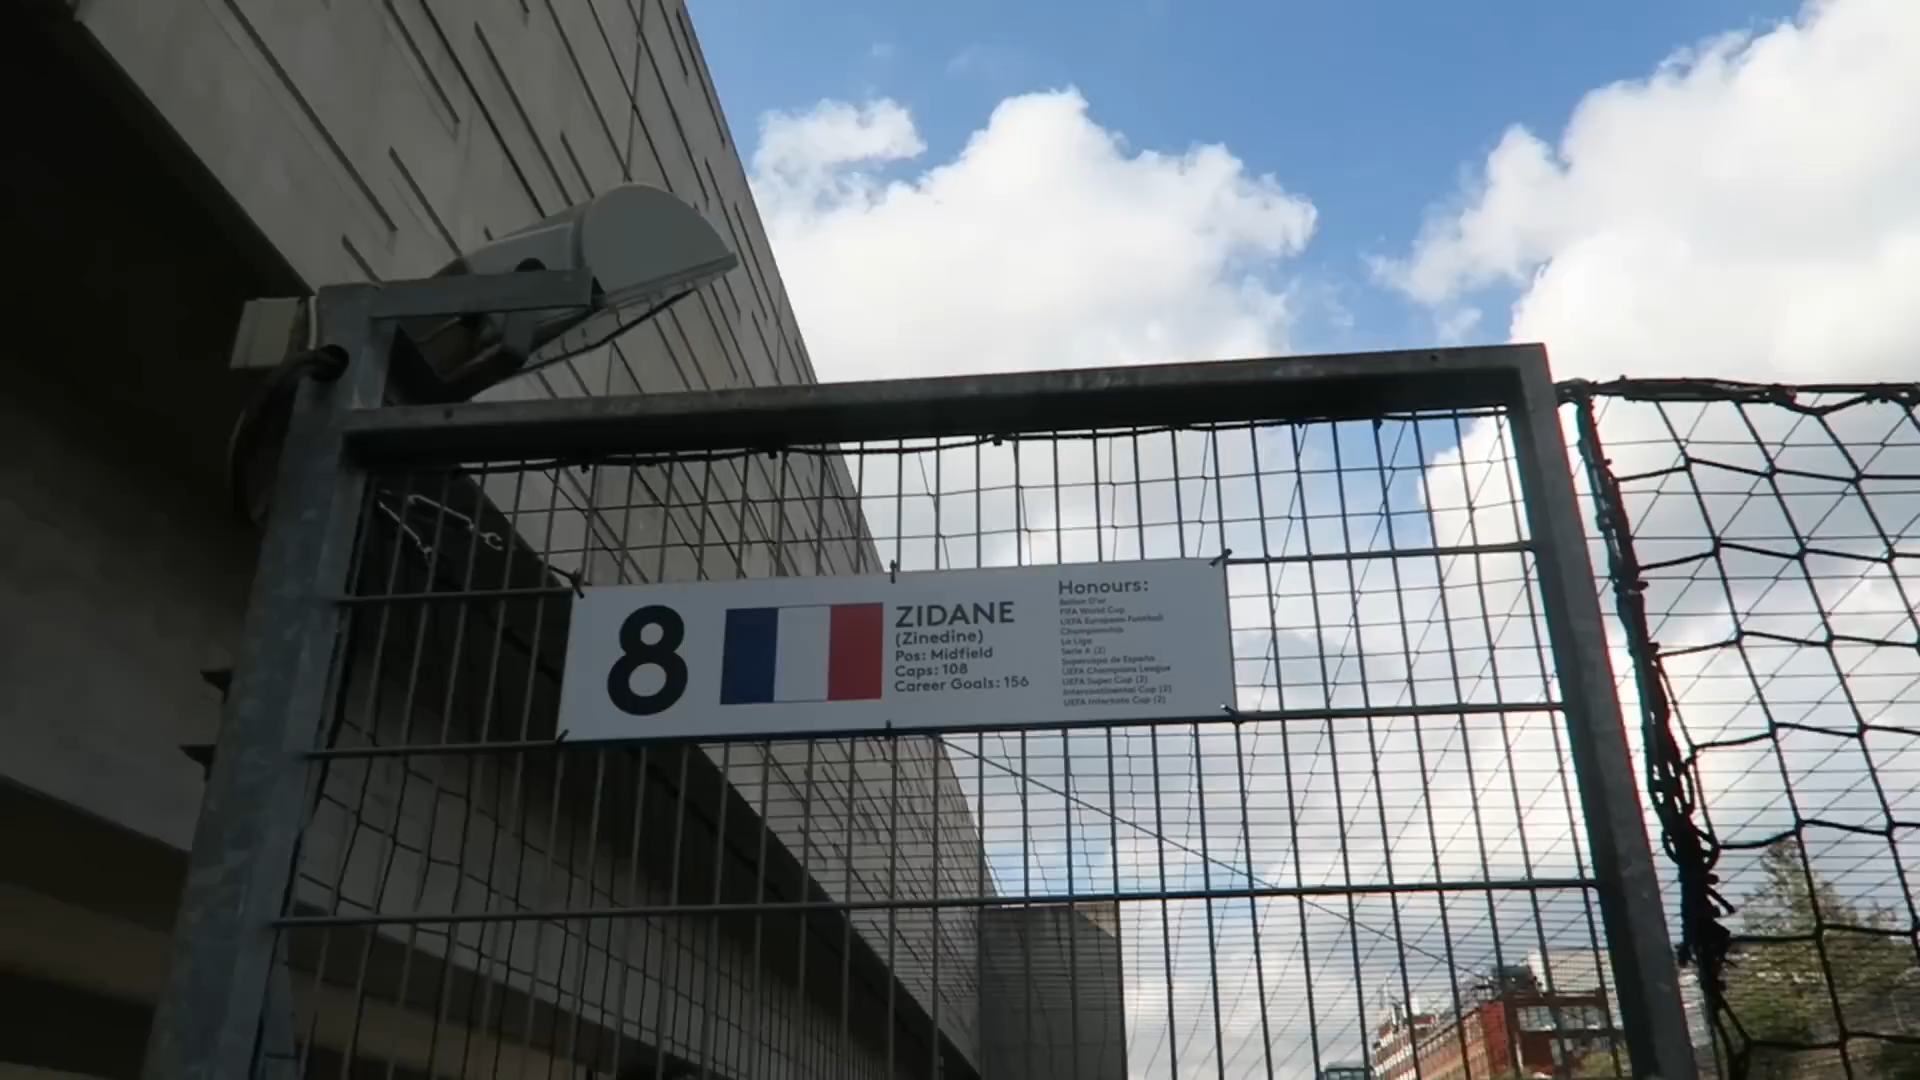 8
ZIDANE
(Zinedine)
Pos: Midfield
Caps: 108
Career Goals: 156
Honours:
Ballon D'or
FIFA World Cup
UEFA European Football
Championship
La Liga
Serie A (2)
Supercopa de España
UEFA Champions League
UEFA Super Cup (2)
Intercontinental Cup (2)
UEFA Intertoto Cup (2)